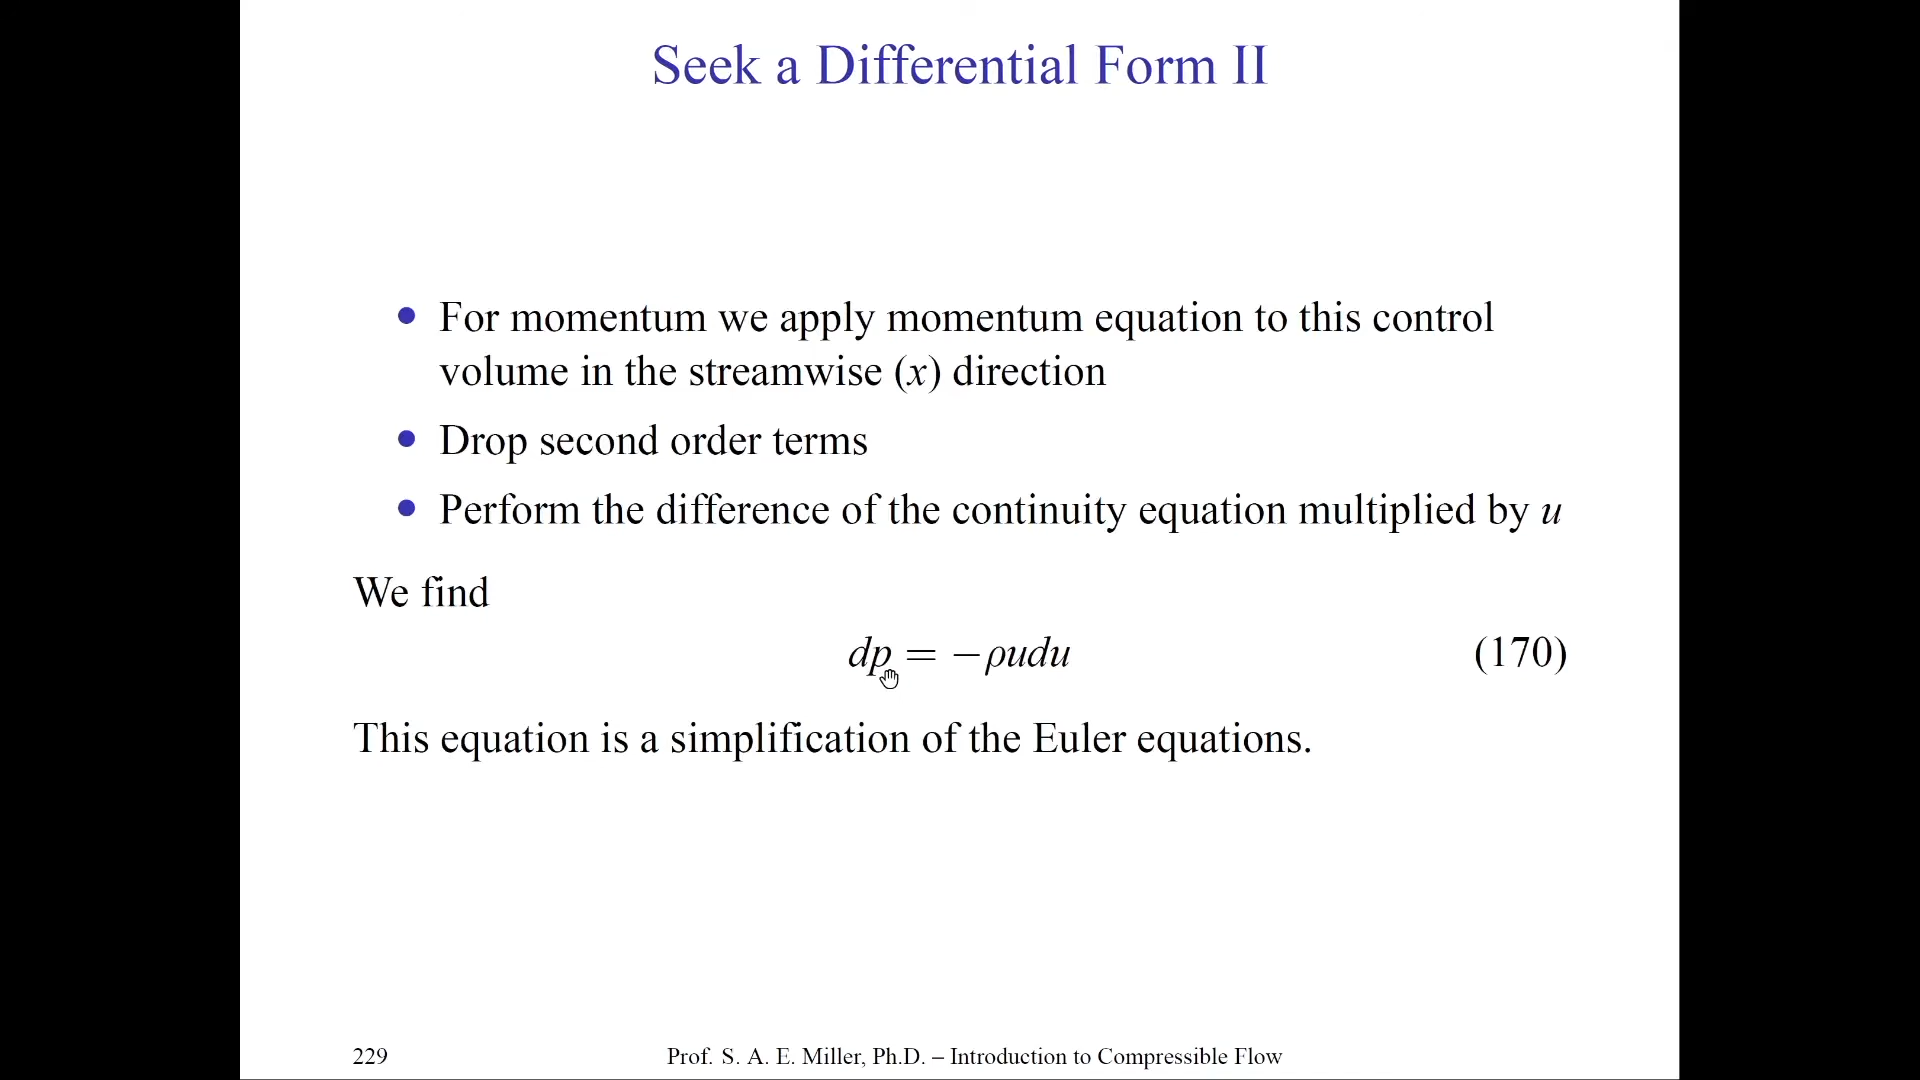 Seek a Differential Form II
• For momentum we apply momentum equation to this control
volume in the streamwise (x) direction
• Drop second order terms
• Perform the difference of the continuity equation multiplied by u
We find
dp = −ρudu (170)
This equation is a simplification of the Euler equations.
229 Prof. S. A. E. Miller, Ph.D. – Introduction to Compressible Flow